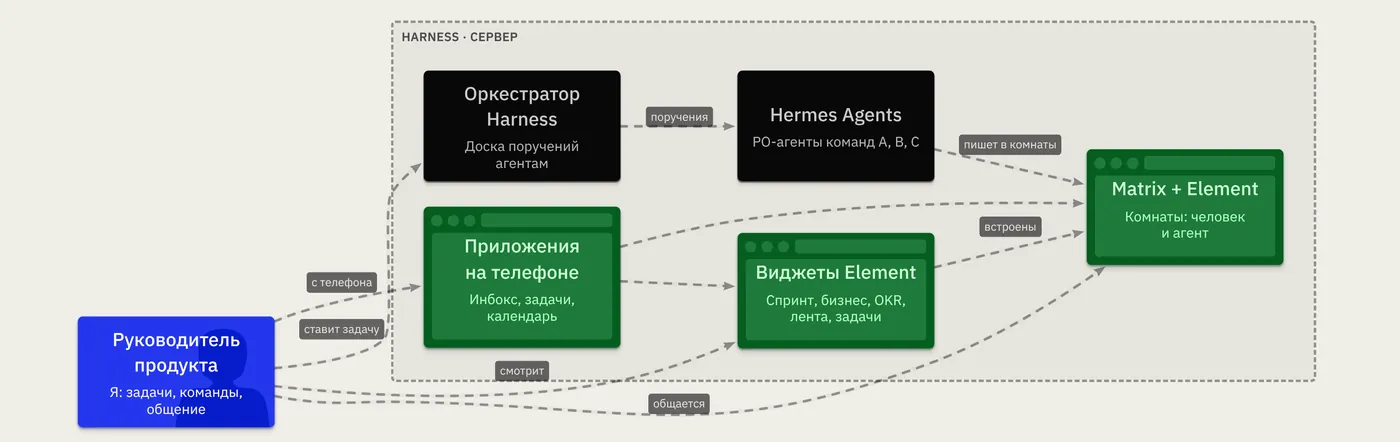 HARNESS · СЕРВЕР
Оркестратор
Harness
Доска поручений
агентам
поручения
Hermes Agents
PO-агенты команд A, B, C
пишет в комнаты
Matrix + Element
Комнаты: человек
и агент
Приложения
на телефоне
Инбокс, задачи,
календарь
Виджеты Element
Спринт, бизнес, OKR,
лента, задачи
встроены
с телефона
ставит задачу
Руководитель
продукта
Я: задачи, команды,
общение
смотрит
общается